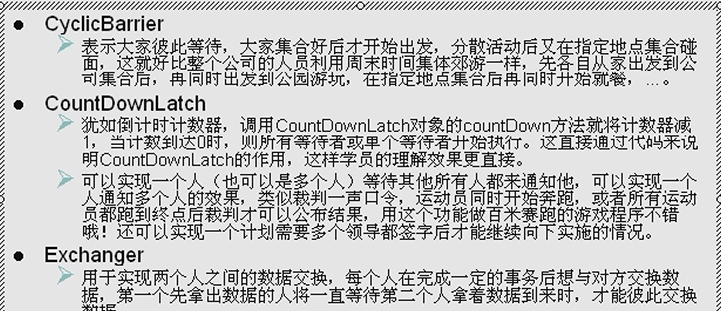 CyclicBarrier
表示大家彼此等待，大家集合好后才开始出发，分散活动后又在指定地点集合碰
面，这就好比整个公司的人员利用周末时间集体郊游一样，先各自从家出发到公
司集合后，再同时出发到公园游玩，在指定地点集合后再同时开始就餐，…。
CountDownLatch
犹如倒计时计数器，调用CountDownLatch对象的countDown方法就将计数器减
1，当计数到达0时，则所有等待者或单个等待者开始执行。这直接通过代码来说
明CountDownLatch的作用，这样学员的理解效果更直接。
可以实现一个人（也可以是多个人）等待其他所有人都来通知他，可以实现一个
人通知多个人的效果，类似裁判一声口令，运动员同时开始奔跑，或者所有运动
员都跑到终点后裁判才可以公布结果，用这个功能做百米赛跑的游戏程序不错
哦！还可以实现一个计划需要多个领导都签字后才能继续向下实施的情况。
Exchanger
用于实现两个人之间的数据交换，每个人在完成一定的事务后想与对方交换数
据，第一个先拿出数据的人将一直等待第二个人拿着数据到来时，才能彼此交换